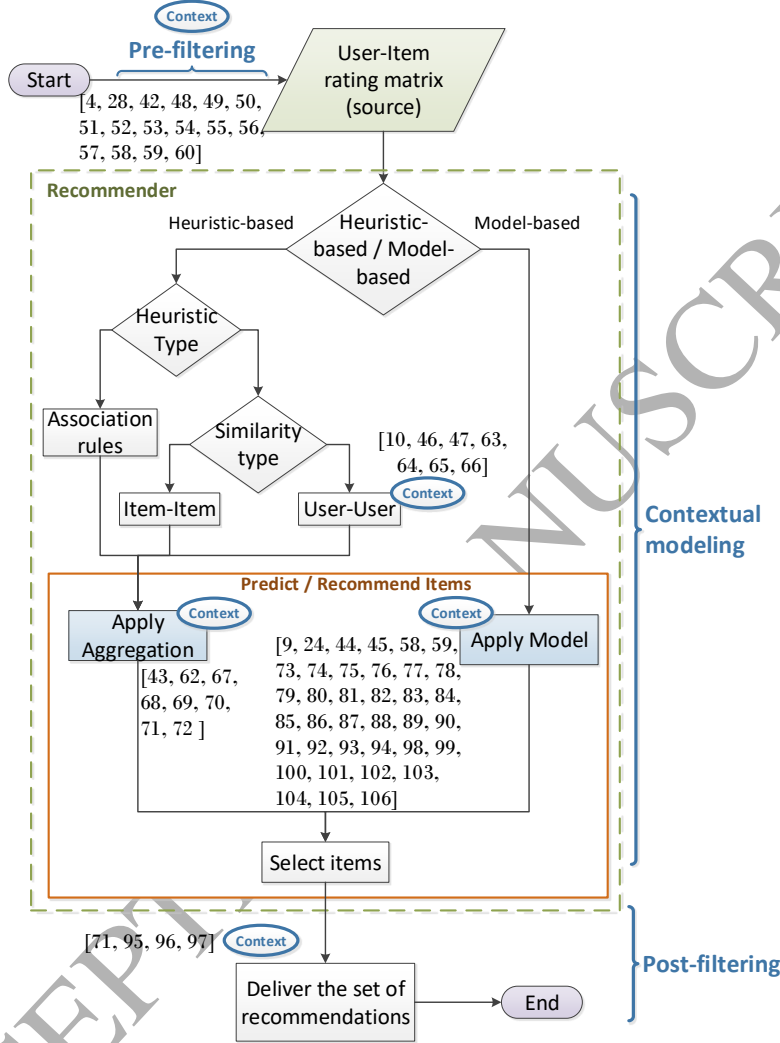 Context
Pre-filtering
Start
User-Item
rating matrix
(source)
[4, 28, 42, 48, 49, 50,
51, 52, 53, 54, 55, 56,
57, 58, 59, 60]
Recommender
Heuristic-based
Heuristic-
based / Model-
based
Model-based
Heuristic
Type
Association
rules
Similarity
type
[10, 46, 47, 63,
64, 65, 66]
Context
Item-Item
User-User
Contextual
modeling
Predict / Recommend Items
Context
Apply
Aggregation
Context
Apply Model
[43, 62, 67,
68, 69, 70,
71, 72 ]
[9, 24, 44, 45, 58, 59,
73, 74, 75, 76, 77, 78,
79, 80, 81, 82, 83, 84,
85, 86, 87, 88, 89, 90,
91, 92, 93, 94, 98, 99,
100, 101, 102, 103,
104, 105, 106]
Select items
[71, 95, 96, 97]
Context
Post-filtering
Deliver the set of
recommendations
End